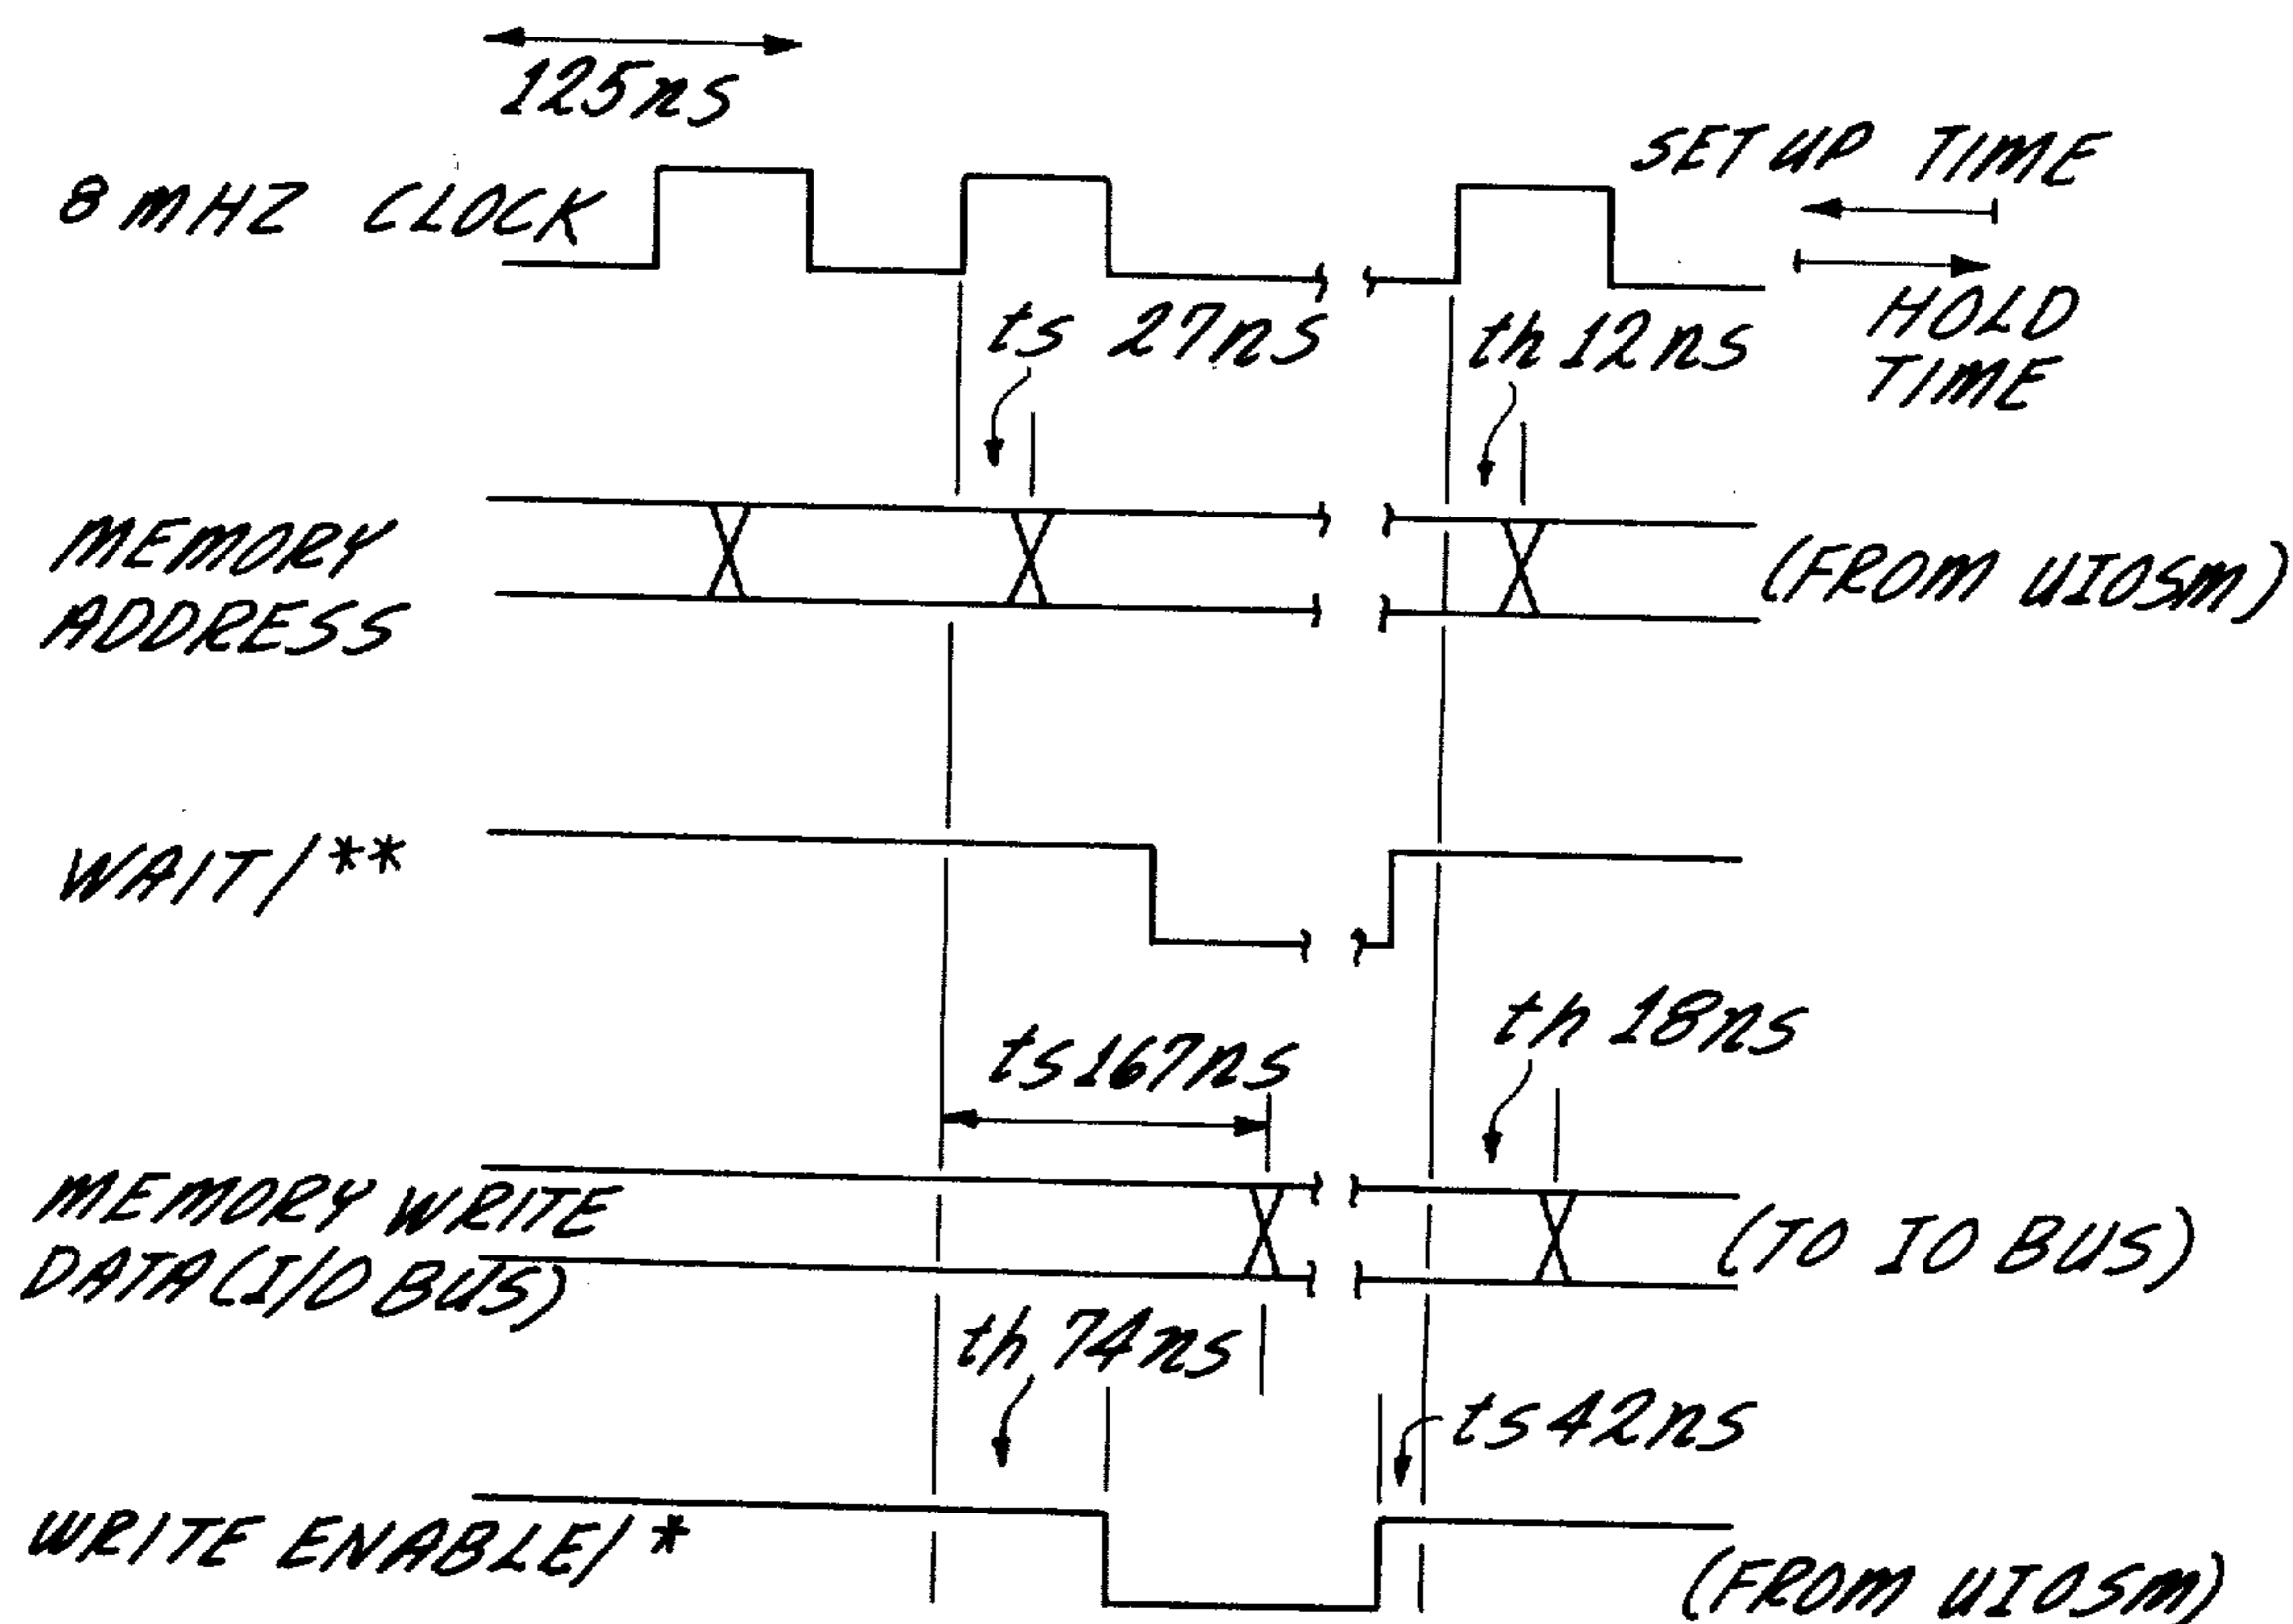 125ns
8 MHZ CLOCK
SET UP TIME
HOLD
TIME
ts 27ns
th 12ns
MEMORY
ADDRESS
(FROM UIOSM)
WAIT/**
ts 167ns
th 18ns
MEMORY WRITE
DATA (I/O BUS)
(TO IO BUS)
th 74ns
ts 42ns
WRITE ENABLE/*
(FROM UIOSM)